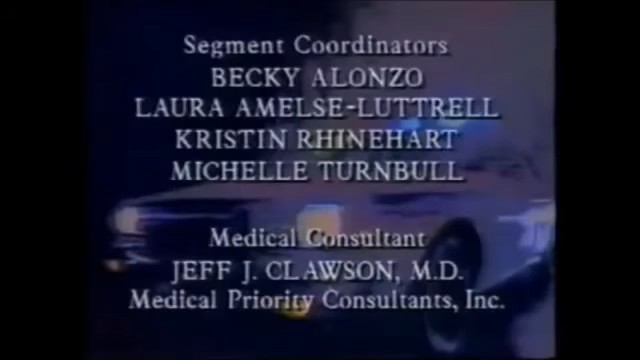 Segment Coordinators
BECKY ALONZO
LAURA AMELSE-LUTTRELL
KRISTIN RHINEHART
MICHELLE TURNBULL
Medical Consultant
JEFF J. CLAWSON, M.D.
Medical Priority Consultants, Inc.